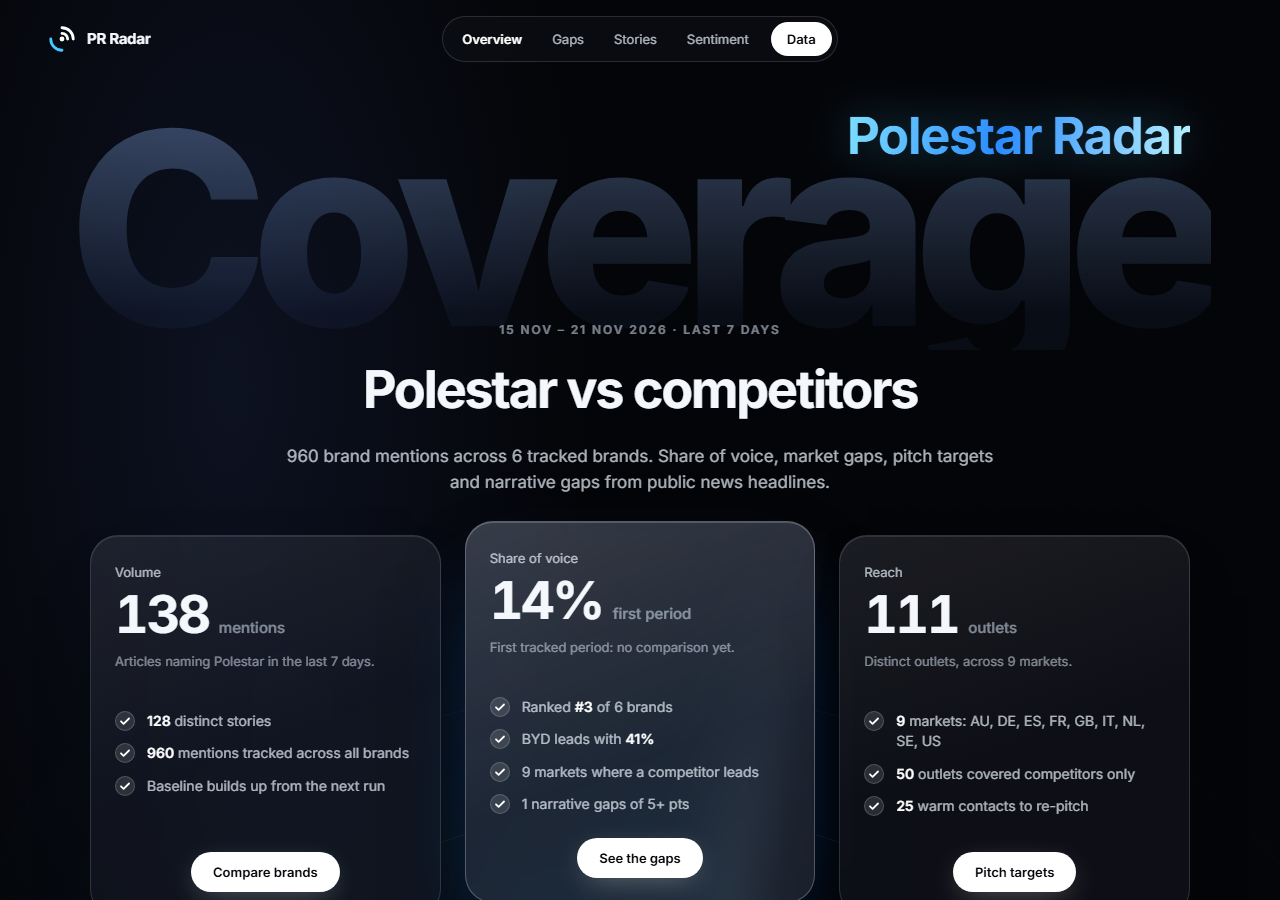 PR Radar
Overview
Gaps
Stories
Sentiment
Data
Polestar Radar
Coverage
15 NOV – 21 NOV 2026 · LAST 7 DAYS
Polestar vs competitors
960 brand mentions across 6 tracked brands. Share of voice, market gaps, pitch targets
and narrative gaps from public news headlines.
Volume
138 mentions
Articles naming Polestar in the last 7 days.
128 distinct stories
960 mentions tracked across all brands
Baseline builds up from the next run
Compare brands
Share of voice
14% first period
First tracked period: no comparison yet.
Ranked #3 of 6 brands
BYD leads with 41%
9 markets where a competitor leads
1 narrative gaps of 5+ pts
See the gaps
Reach
111 outlets
Distinct outlets, across 9 markets.
9 markets: AU, DE, ES, FR, GB, IT, NL,
SE, US
50 outlets covered competitors only
25 warm contacts to re-pitch
Pitch targets